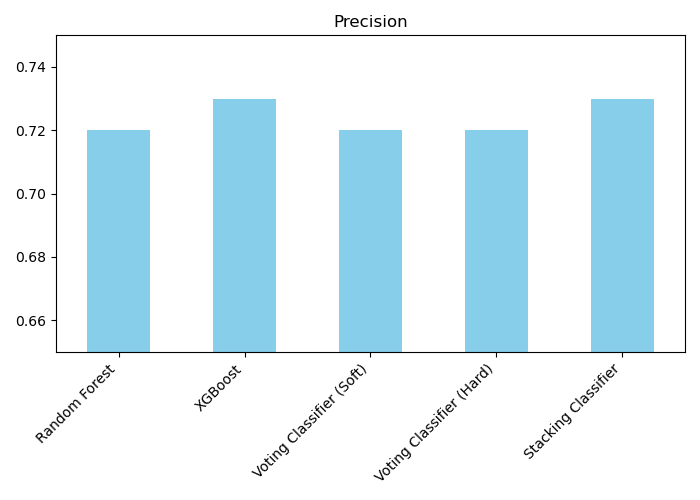 Precision
0.74
0.72
0.70
0.68
0.66
Random Forest
XGBoost
Voting Classifier (Soft)
Voting Classifier (Hard)
Stacking Classifier